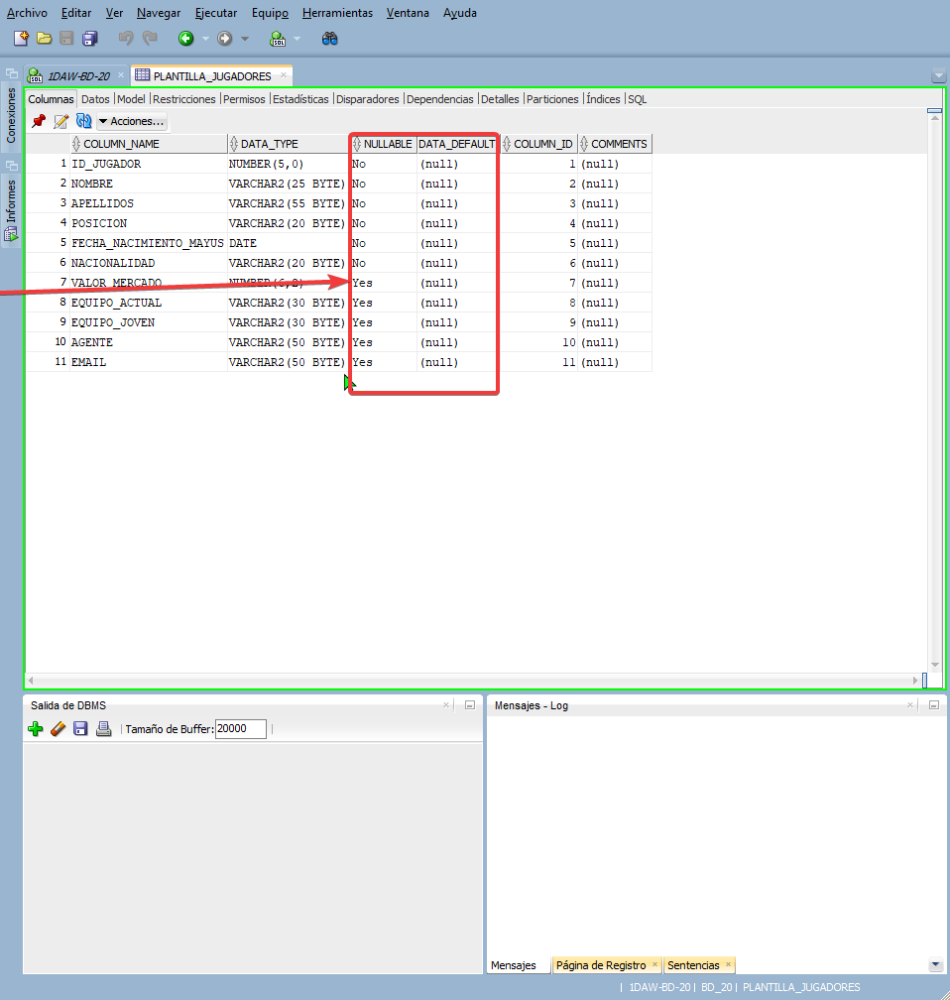 Archivo Editar Ver Navegar Ejecutar Equipo Herramientas Ventana Ayuda
1DAW-BD-20 PLANTILLA_JUGADORES
Conexiones
Informes
Columnas Datos Model Restricciones Permisos Estadísticas Disparadores Dependencias Detalles Particiones Índices SQL
Acciones...
COLUMN_NAME DATA_TYPE NULLABLE DATA_DEFAULT COLUMN_ID COMMENTS
1 ID_JUGADOR NUMBER(5,0) No (null) 1 (null)
2 NOMBRE VARCHAR2(25 BYTE) No (null) 2 (null)
3 APELLIDOS VARCHAR2(55 BYTE) No (null) 3 (null)
4 POSICION VARCHAR2(20 BYTE) No (null) 4 (null)
5 FECHA_NACIMIENTO_MAYUS DATE No (null) 5 (null)
6 NACIONALIDAD VARCHAR2(20 BYTE) No (null) 6 (null)
7 VALOR_MERCADO NUMBER(6,2) Yes (null) 7 (null)
8 EQUIPO_ACTUAL VARCHAR2(30 BYTE) Yes (null) 8 (null)
9 EQUIPO_JOVEN VARCHAR2(30 BYTE) Yes (null) 9 (null)
10 AGENTE VARCHAR2(50 BYTE) Yes (null) 10 (null)
11 EMAIL VARCHAR2(50 BYTE) Yes (null) 11 (null)
Salida de DBMS
Tamaño de Buffer: 20000
Mensajes - Log
Mensajes Página de Registro Sentencias
| 1DAW-BD-20 | BD_20 | PLANTILLA_JUGADORES